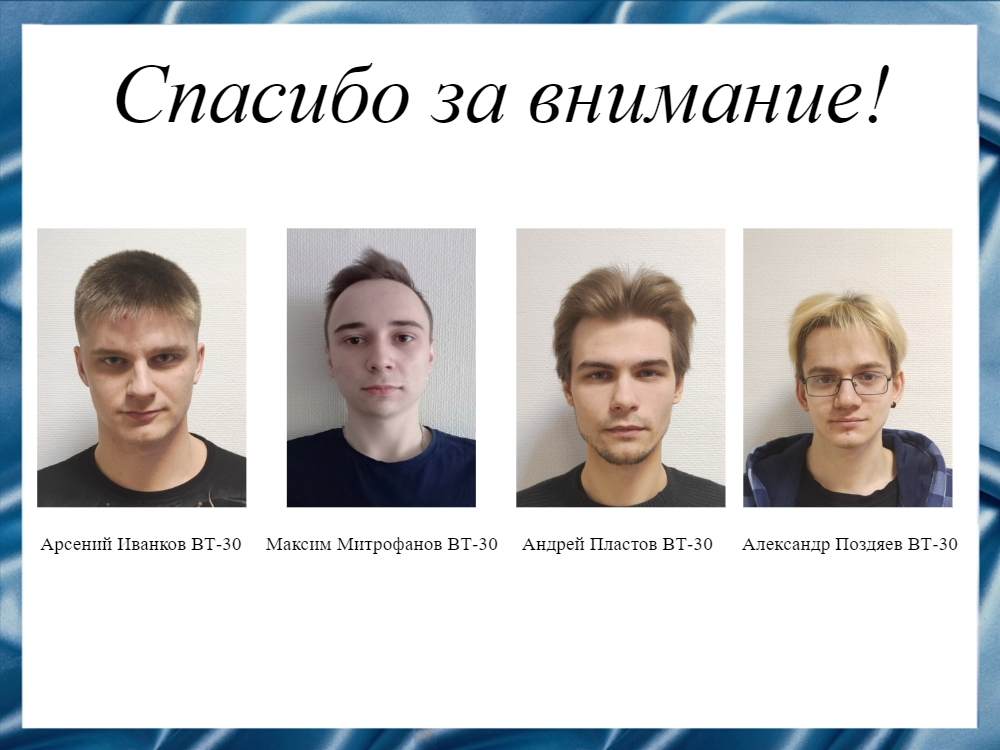 Спасибо за внимание!
Арсений Иванков ВТ-30
Максим Митрофанов ВТ-30
Андрей Пластов ВТ-30
Александр Поздяев ВТ-30